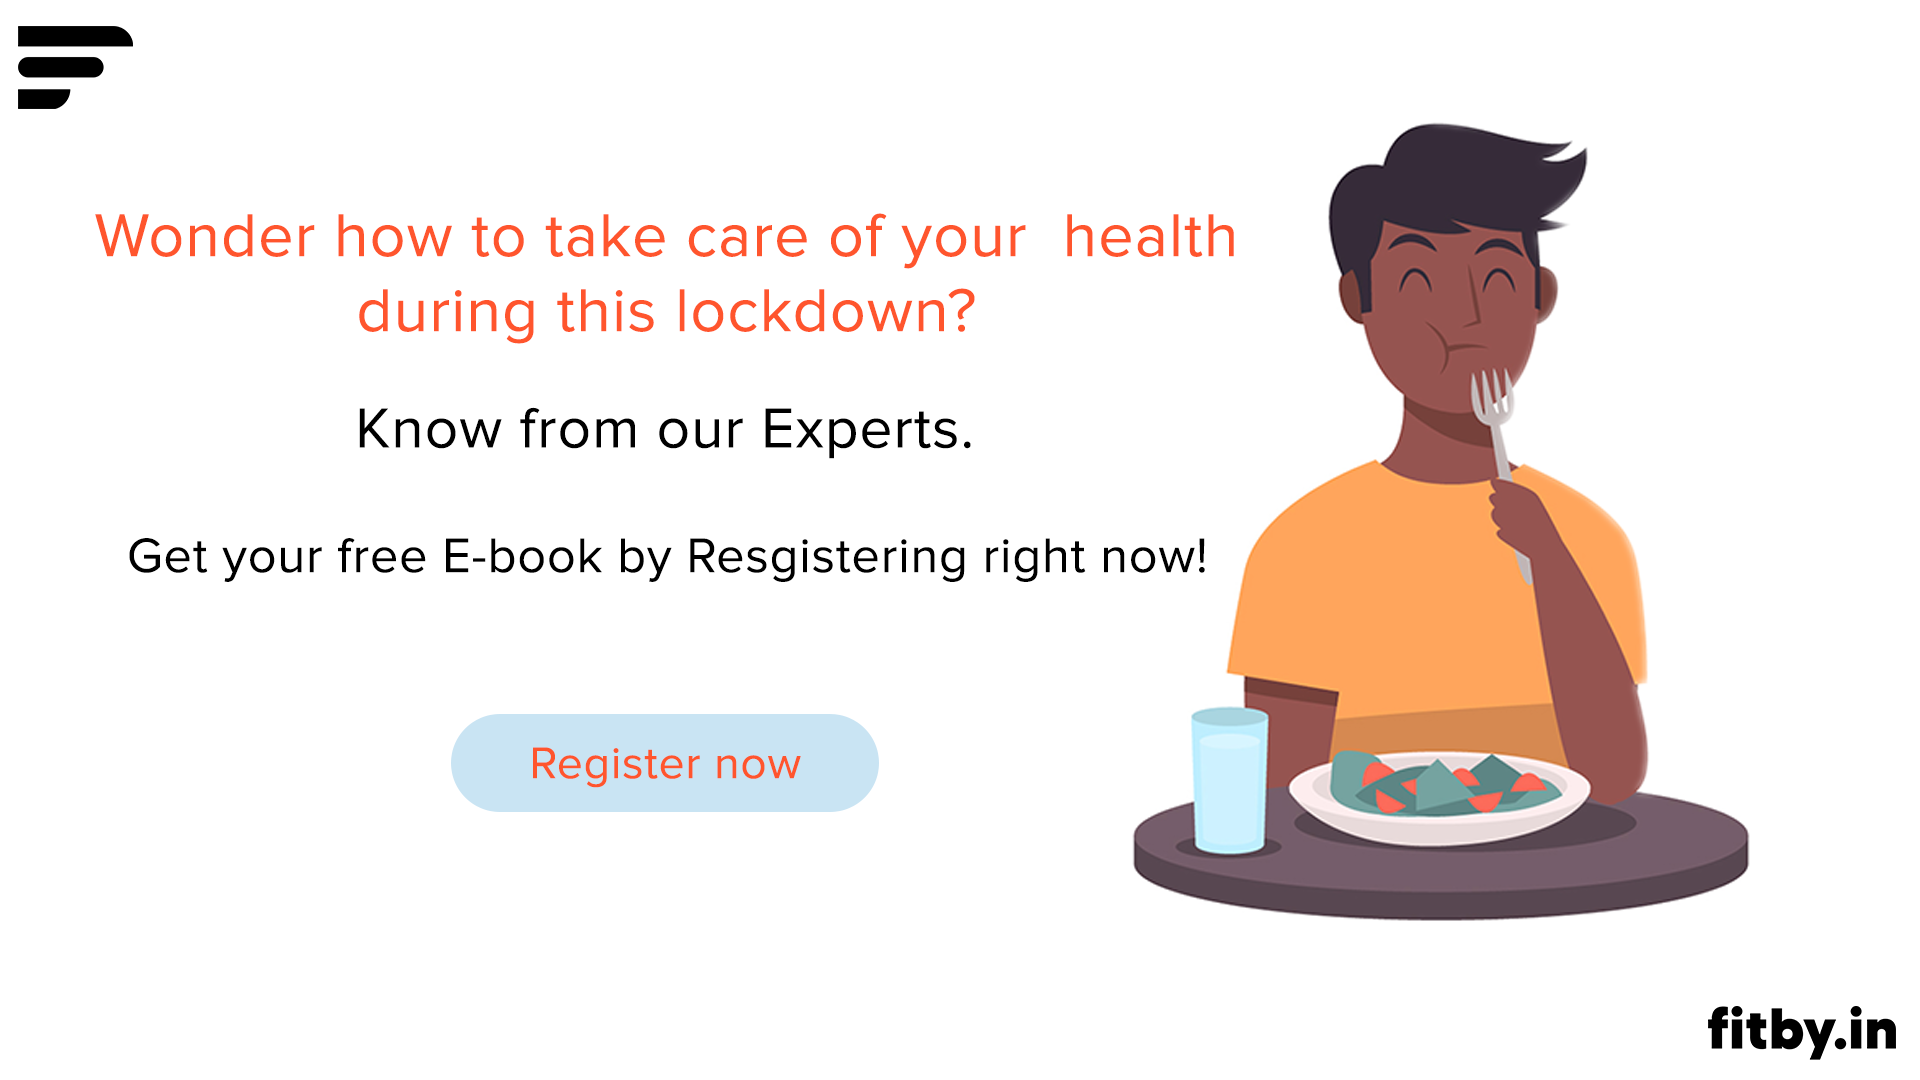 Wonder how to take care of your  health
during this lockdown?
Know from our Experts.
Get your free E-book by Resgistering right now!
Register now
fitby.in